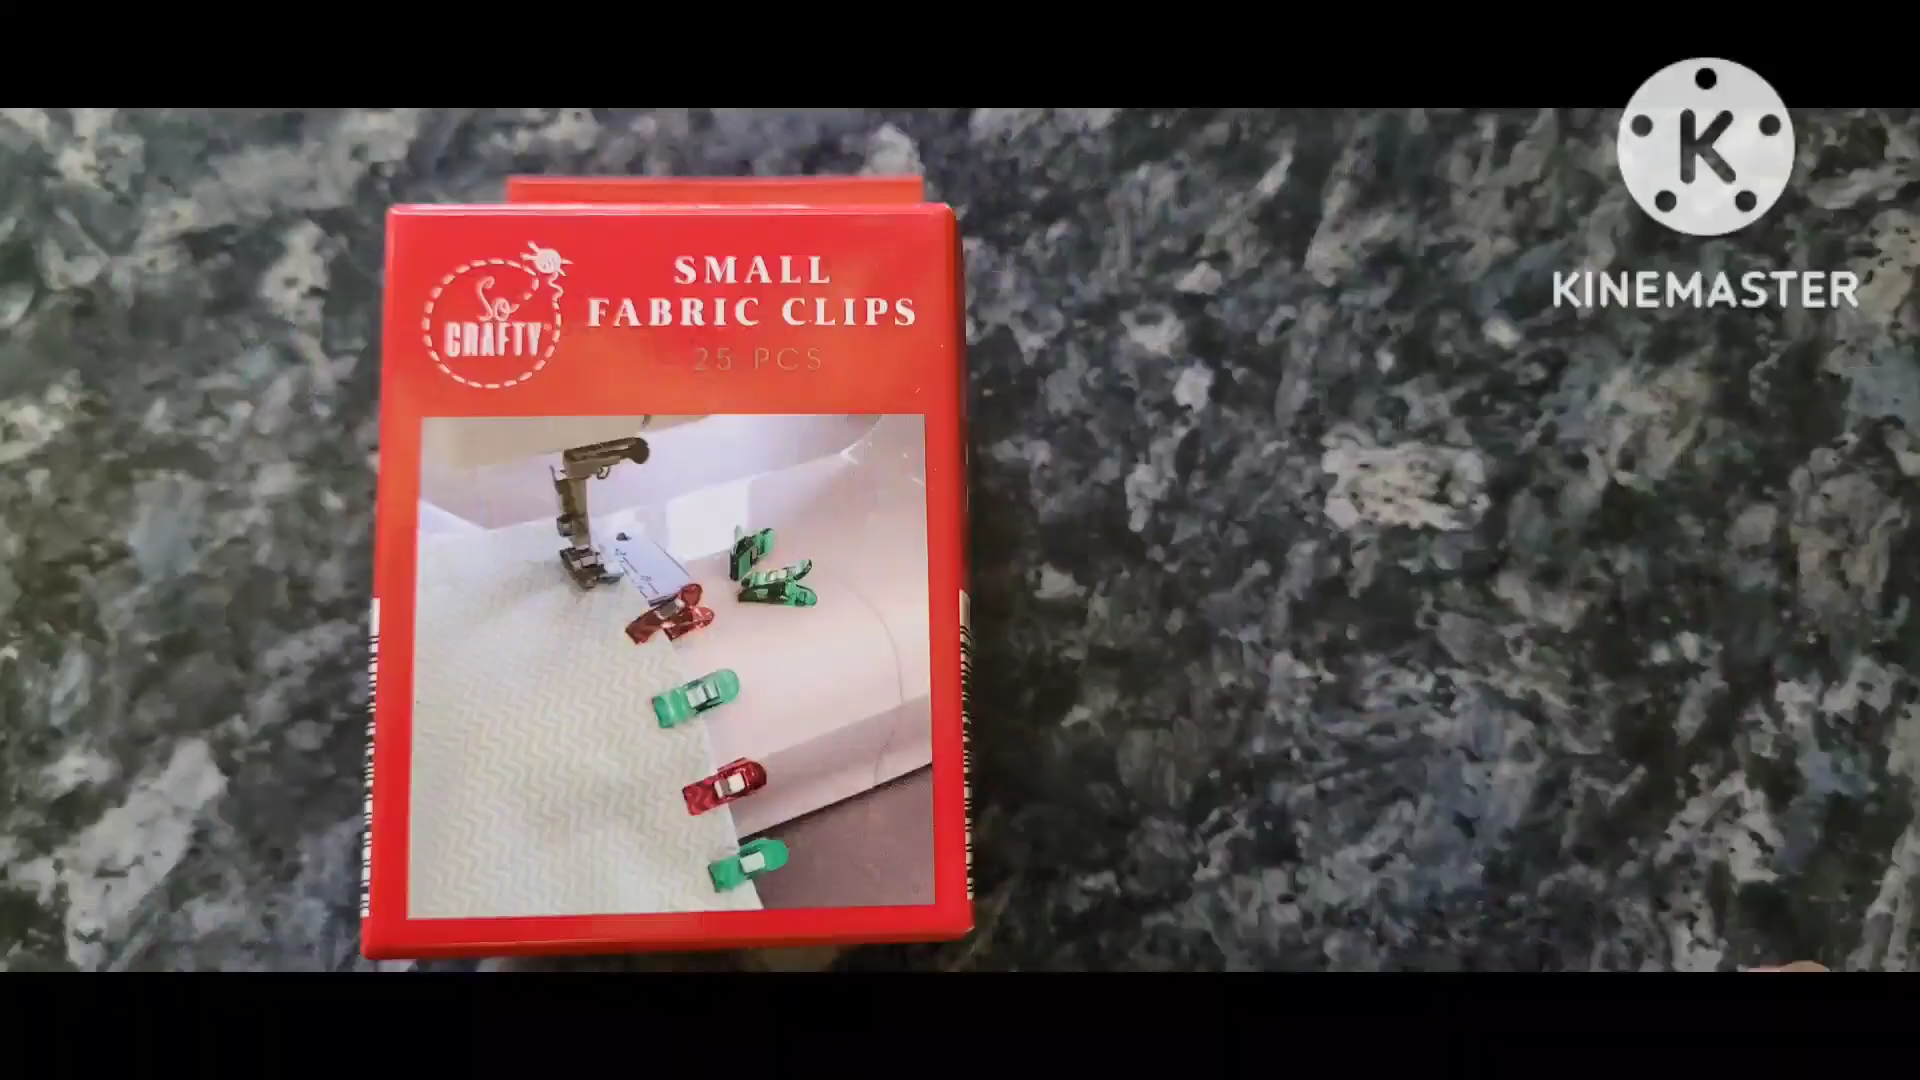 So
CRAFTY
SMALL
FABRIC CLIPS
25 PCS
K
KINEMASTER